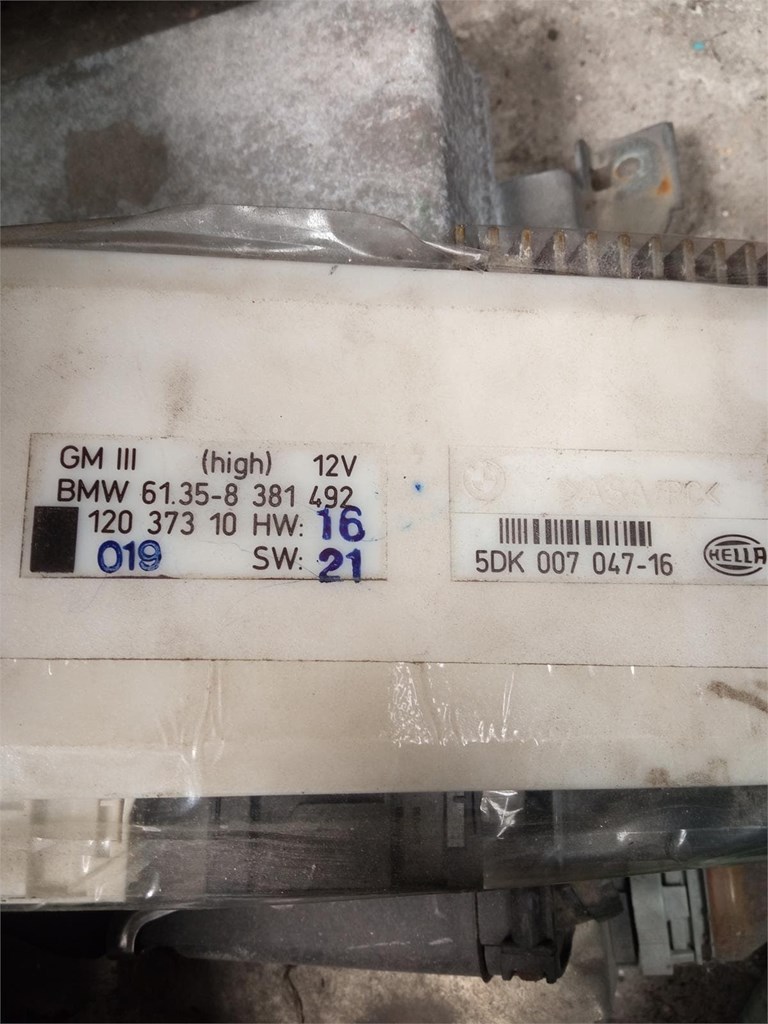 GM III (high) 12V
BMW 61.35-8 381 492
120 373 10 HW: 16
019 SW: 21
5DK 007 047-16
HELLA